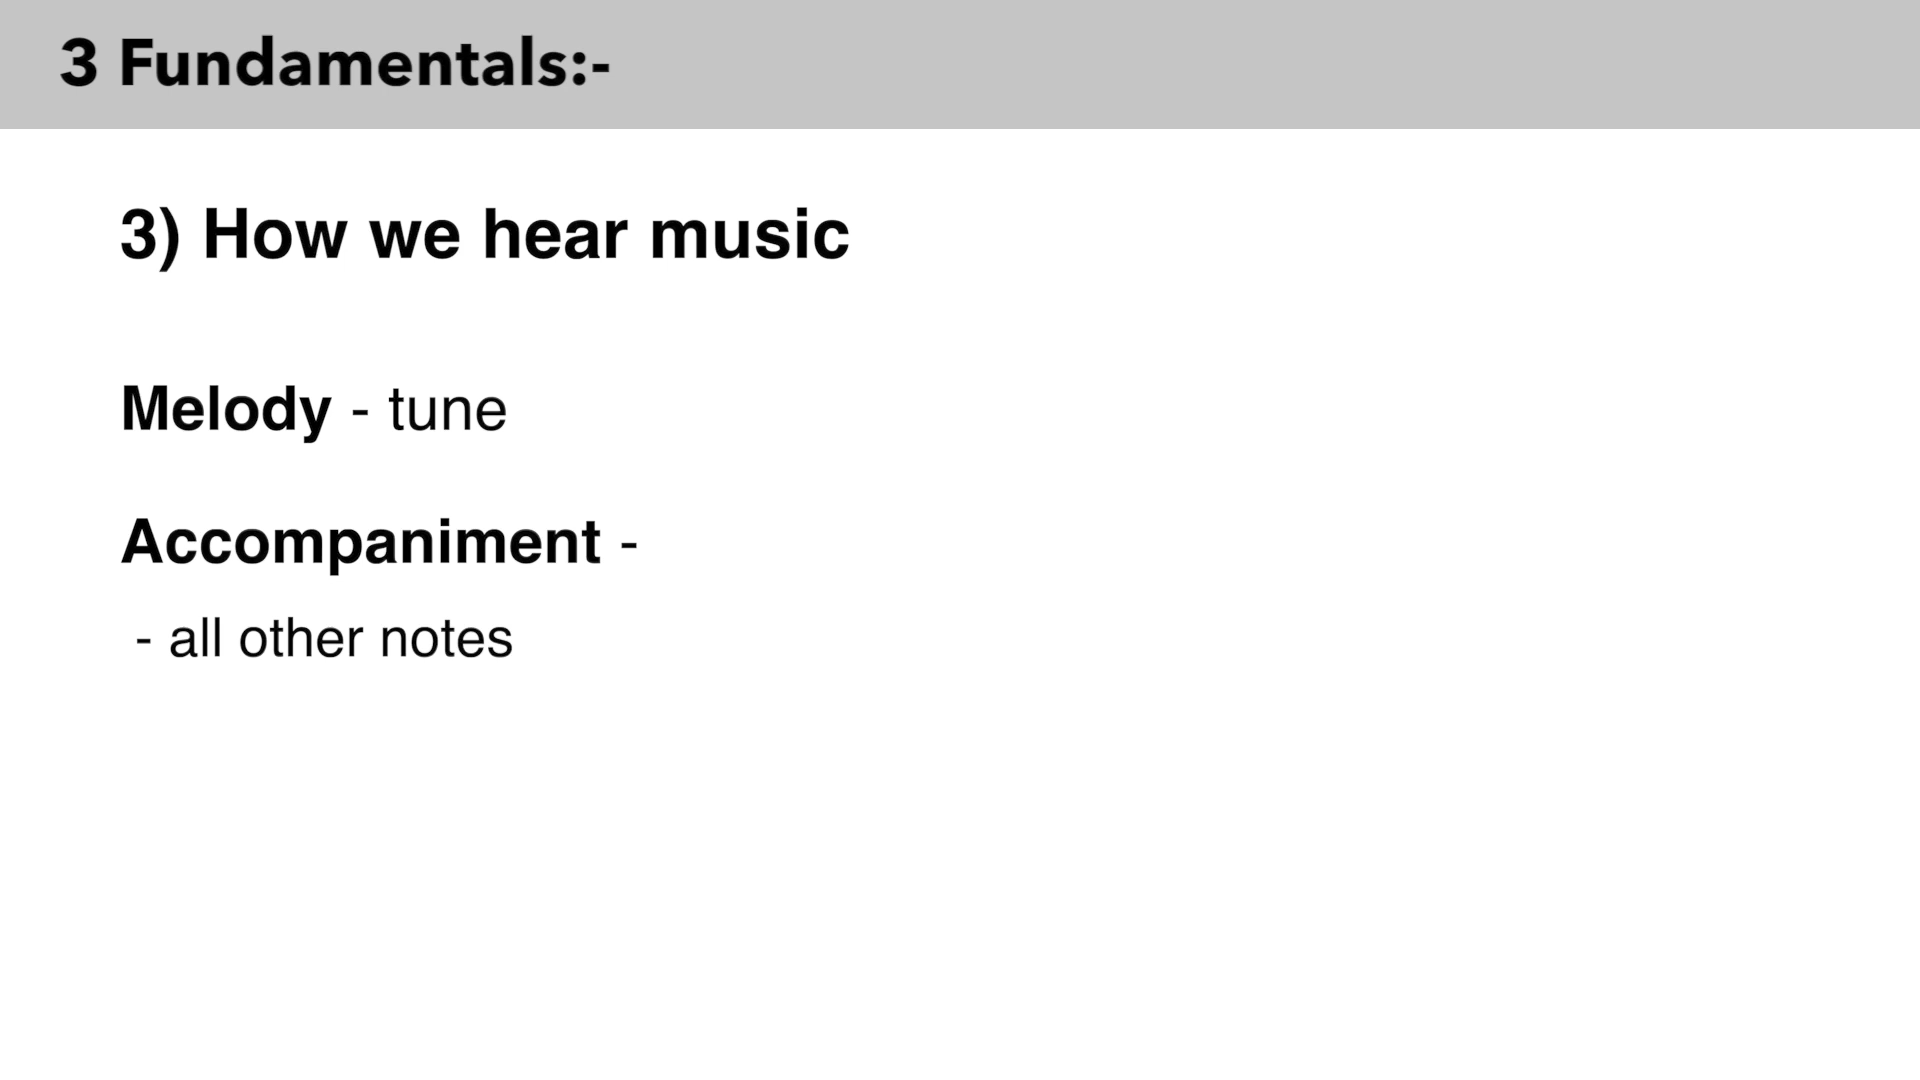 3 Fundamentals:-
3) How we hear music
Melody - tune
Accompaniment -
- all other notes